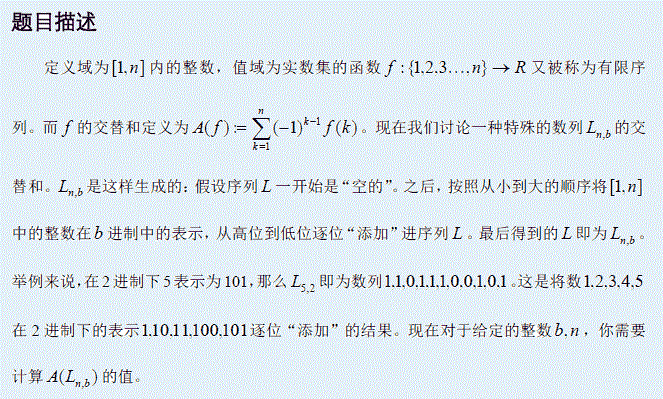 题目描述
定义域为[1,n]内的整数，值域为实数集的函数 f:{1,2.3…,n}→R 又被称为有限序
列。而 f 的交替和定义为 A(f):=∑_{k=1}^{n}(−1)^{k−1} f(k)。现在我们讨论一种特殊的数列 L_{n,b} 的交
替和。L_{n,b} 是这样生成的：假设序列 L 一开始是“空的”。之后，按照从小到大的顺序将[1,n]
中的整数在 b 进制中的表示，从高位到低位逐位“添加”进序列 L。最后得到的 L 即为 L_{n,b}。
举例来说，在 2 进制下 5 表示为 101，那么 L_{5,2} 即为数列1,1,0,1,1,1,0,0,1,0,1。这是将数1,2,3,4,5
在 2 进制下的表示1,10,11,100,101逐位“添加”的结果。现在对于给定的整数b,n，你需要
计算 A(L_{n,b}) 的值。